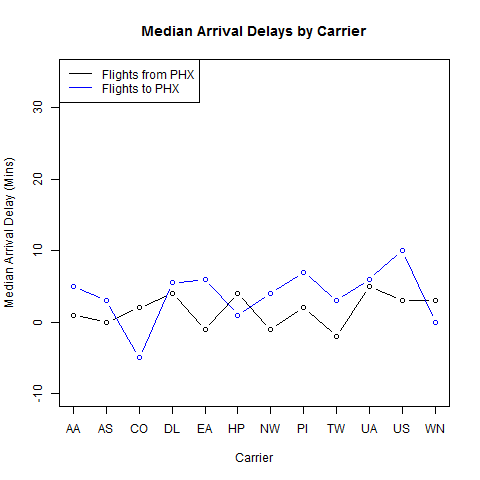 Median Arrival Delays by Carrier
Flights from PHX
Flights to PHX
Median Arrival Delay (Mins)
30
20
10
0
-10
AA AS CO DL EA HP NW PI TW UA US WN
Carrier